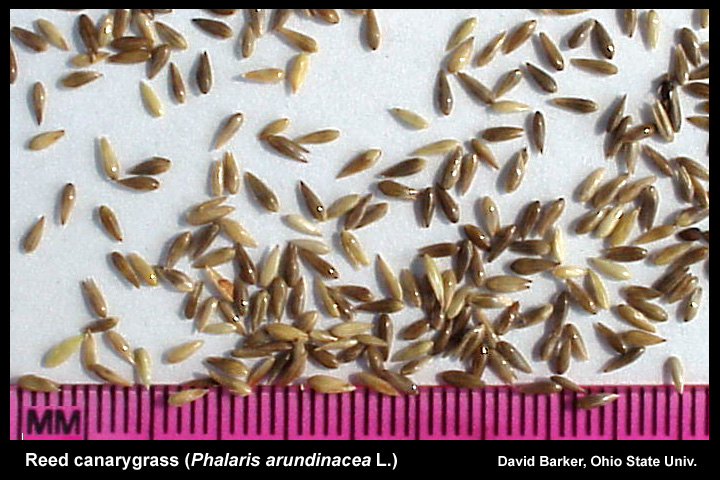 MM
Reed canarygrass (Phalaris arundinacea L.)
David Barker, Ohio State Univ.